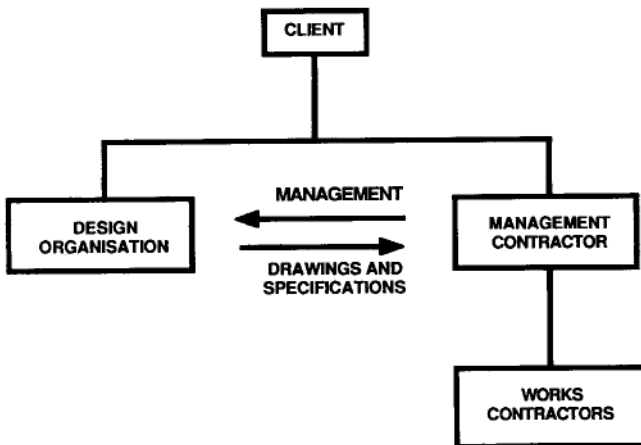 CLIENT
MANAGEMENT
DESIGN
ORGANISATION
MANAGEMENT
CONTRACTOR
DRAWINGS AND
SPECIFICATIONS
WORKS
CONTRACTORS